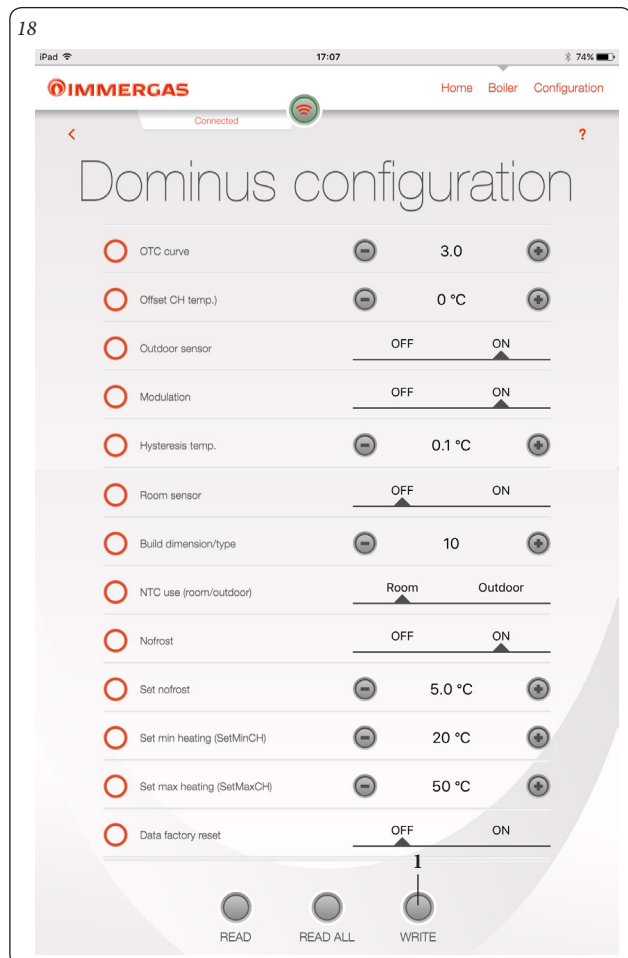 18
iPad 17:07 74%
IMMERGAS Home Boiler Configuration
Connected
< ?
Dominus configuration
OTC curve 3.0
Offset CH temp.) 0 °C
Outdoor sensor OFF ON
Modulation OFF ON
Hysteresis temp. 0.1 °C
Room sensor OFF ON
Build dimension/type 10
NTC use (room/outdoor) Room Outdoor
Nofrost OFF ON
Set nofrost 5.0 °C
Set min heating (SetMinCH) 20 °C
Set max heating (SetMaxCH) 50 °C
Data factory reset OFF ON
1
READ READ ALL WRITE